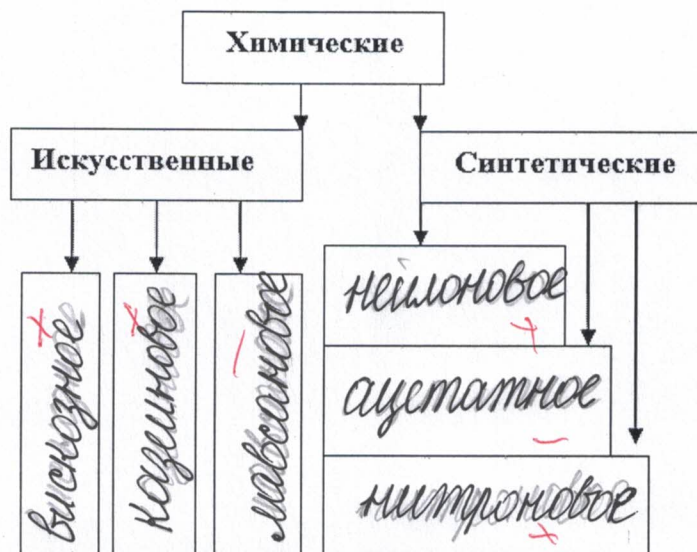 Химические
Искусственные
Синтетические
вискозное
казеиновое
лавсановое
нейлоновое
ацетатное
нитроновое